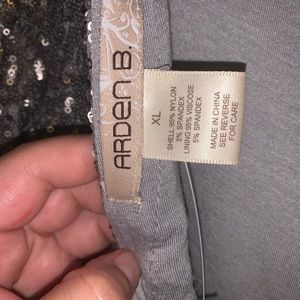 ARDEN B.
XL
SHELL:95% NYLON
5% SPANDEX
LINING:95% VISCOSE
5% SPANDEX
MADE IN CHINA
SEE REVERSE
FOR CARE